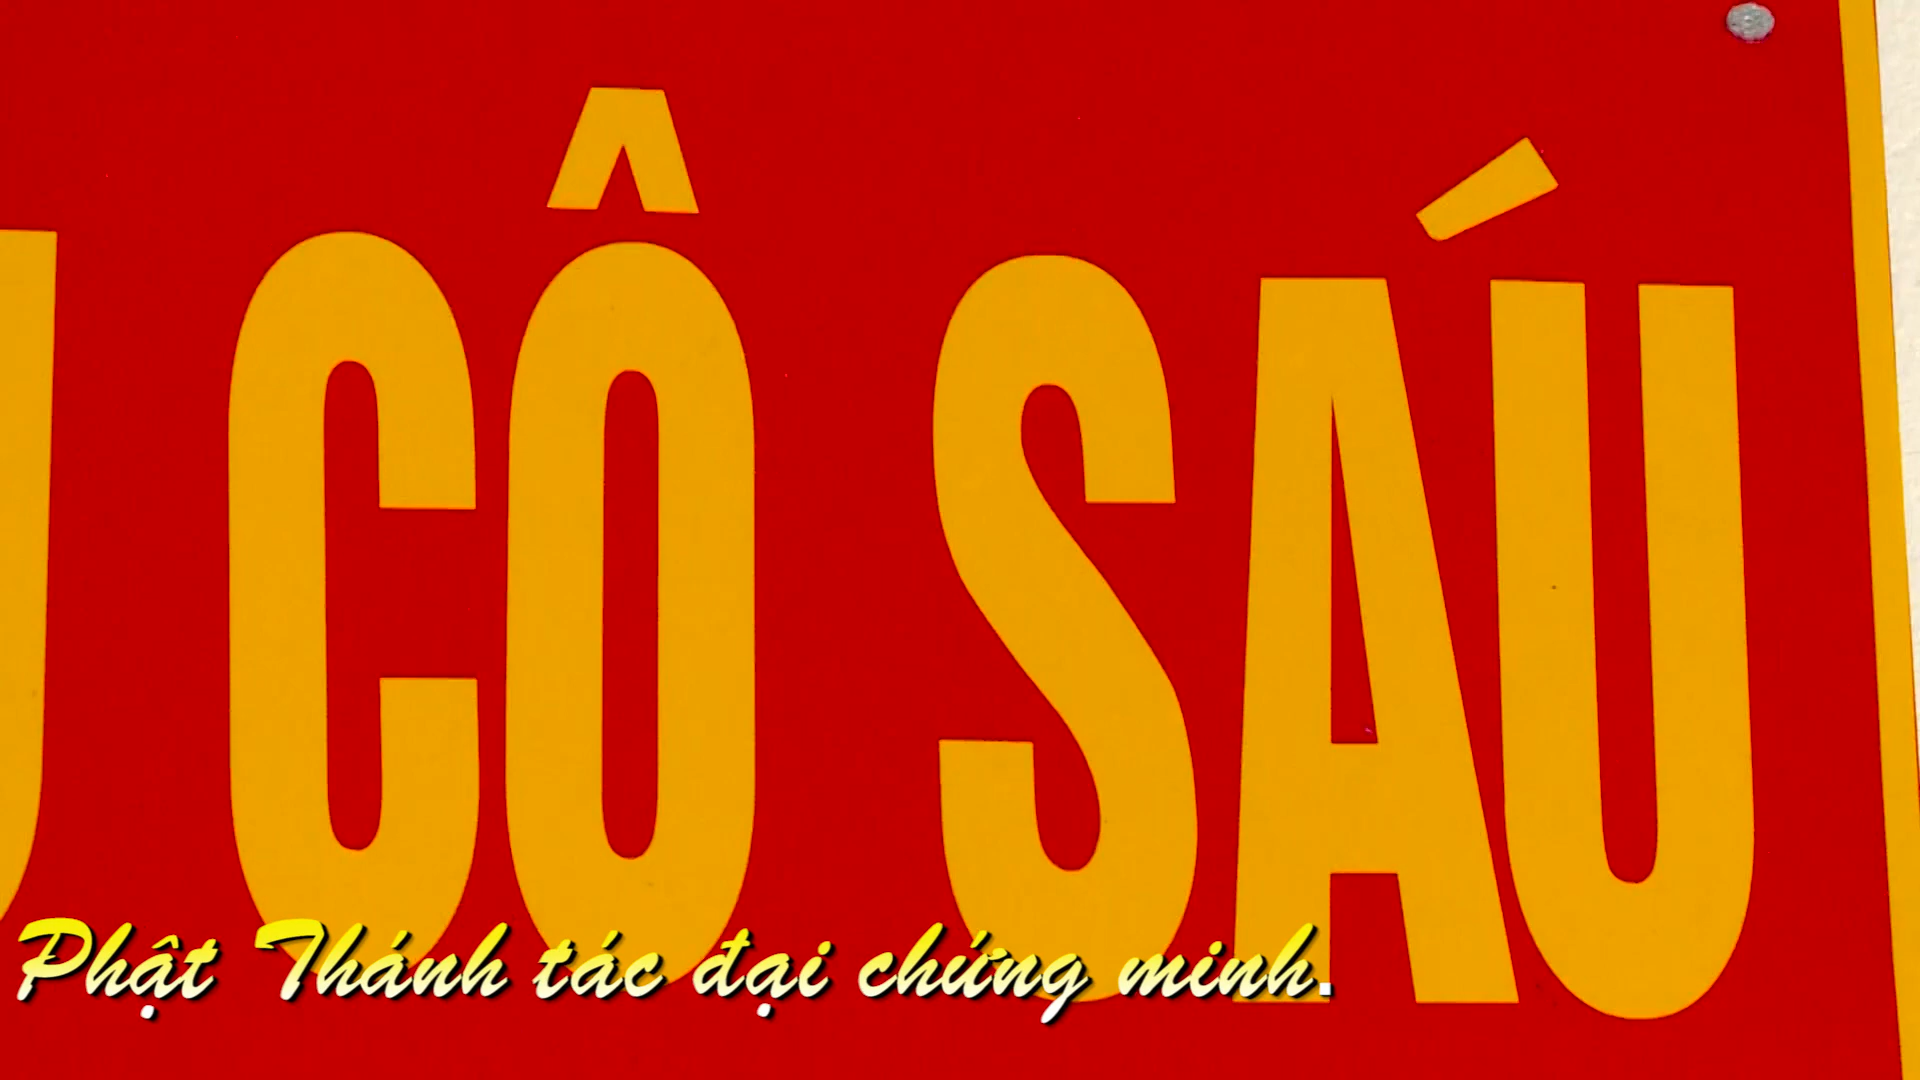 CÔ SÁU
Phật Thánh tác đại chứng minh.